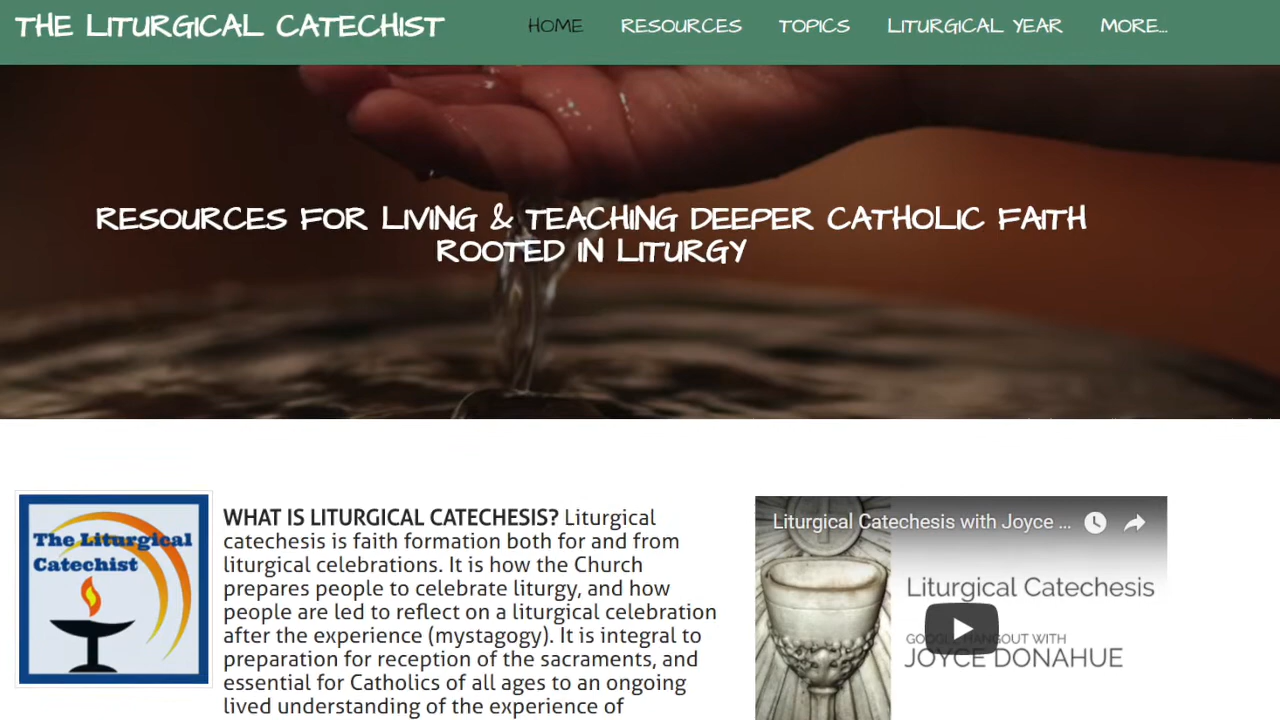 THE LITURGICAL CATECHIST
HOME RESOURCES TOPICS LITURGICAL YEAR MORE...
RESOURCES FOR LIVING & TEACHING DEEPER CATHOLIC FAITH
ROOTED IN LITURGY
The Liturgical
Catechist
WHAT IS LITURGICAL CATECHESIS? Liturgical
catechesis is faith formation both for and from
liturgical celebrations. It is how the Church
prepares people to celebrate liturgy, and how
people are led to reflect on a liturgical celebration
after the experience (mystagogy). It is integral to
preparation for reception of the sacraments, and
essential for Catholics of all ages to an ongoing
lived understanding of the experience of
Liturgical Catechesis with Joyce ...
Liturgical Catechesis
GOOGLE HANGOUT WITH
JOYCE DONAHUE